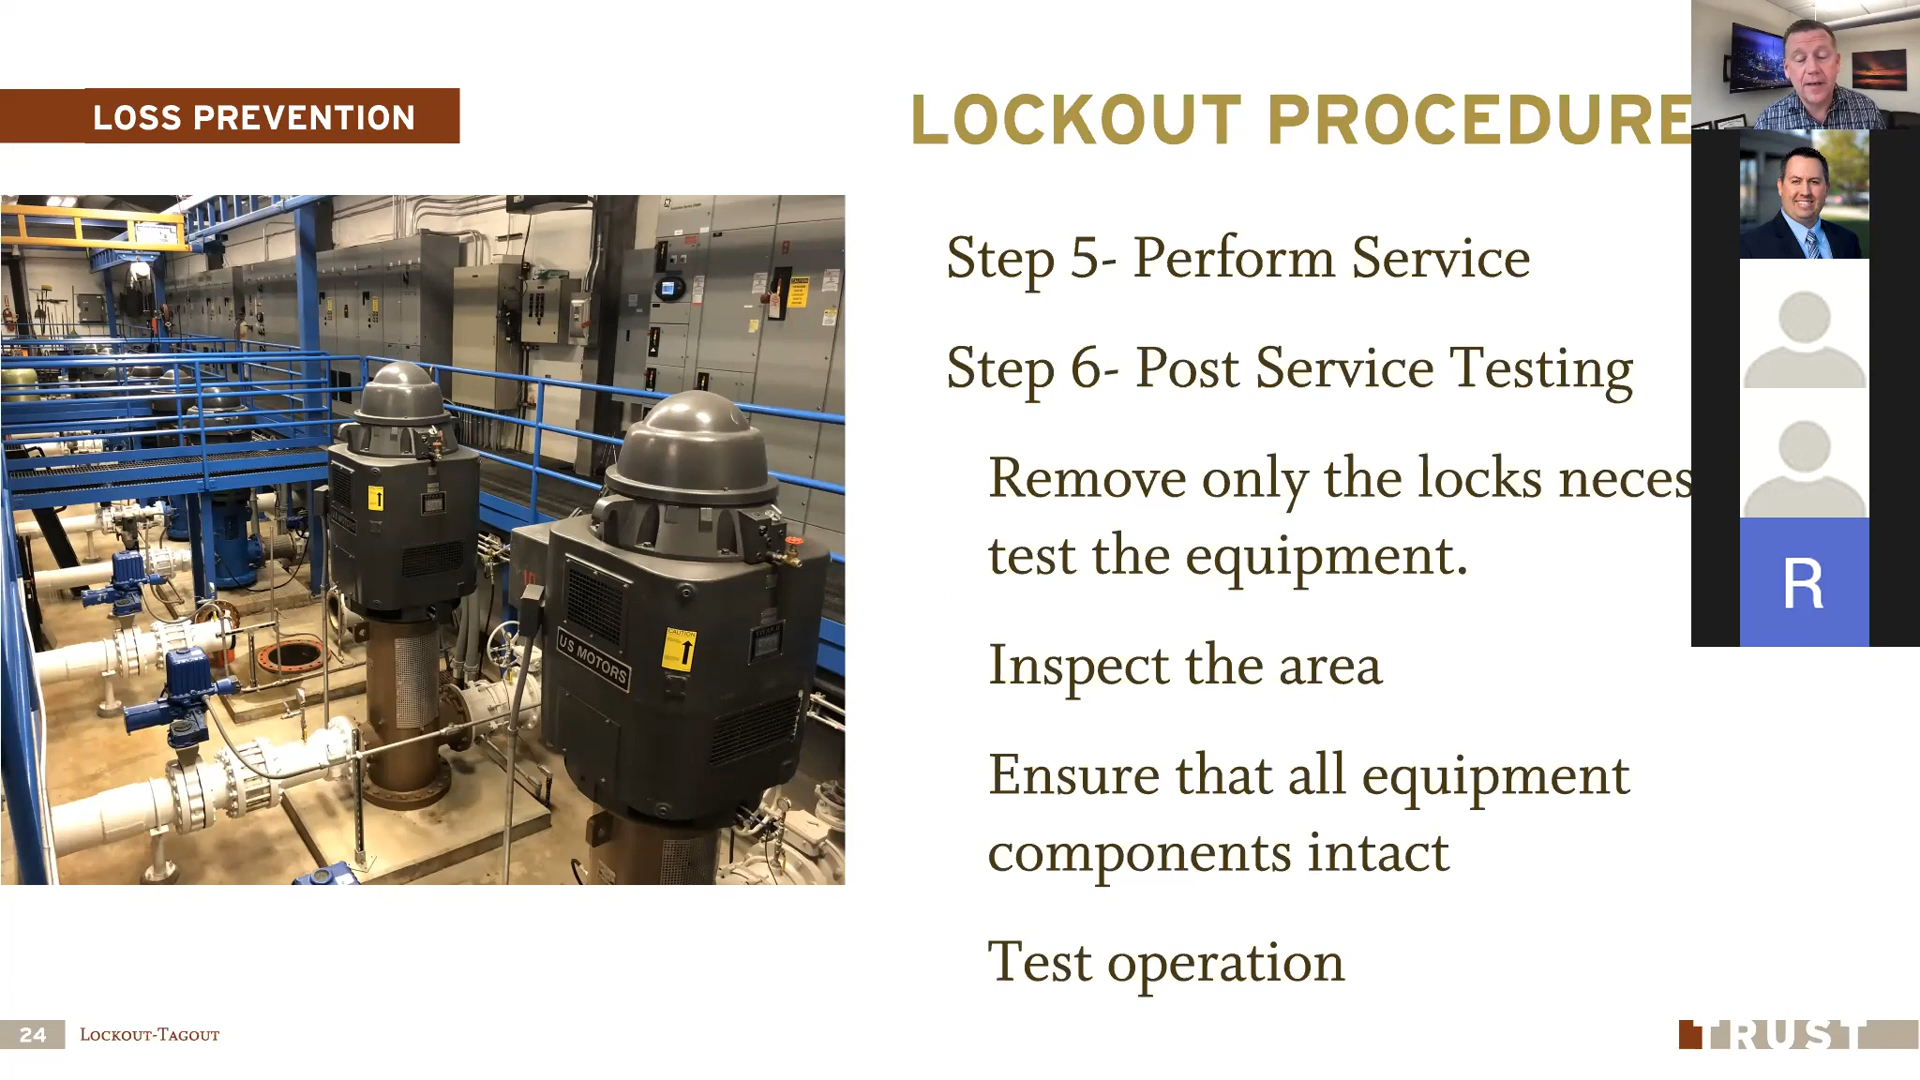 LOSS PREVENTION
LOCKOUT PROCEDURE
Step 5- Perform Service
Step 6- Post Service Testing
Remove only the locks neces
test the equipment.
Inspect the area
Ensure that all equipment
components intact
Test operation
US MOTORS
CAUTION
R
24 Lockout-Tagout
TRUST